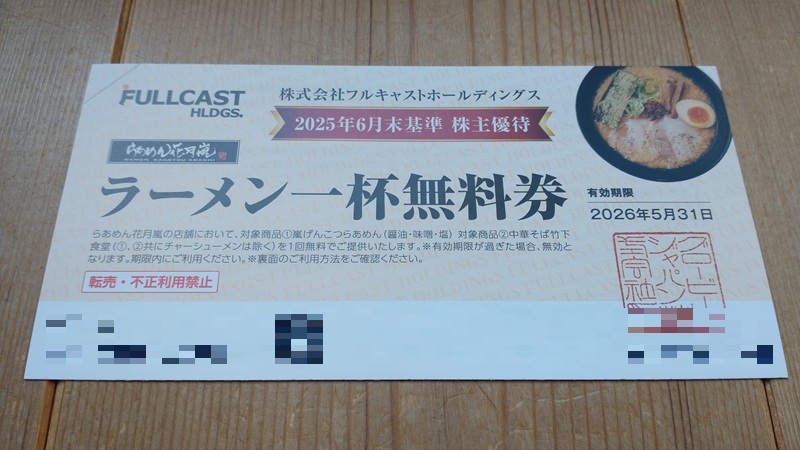 FULLCAST
HLDGS.
株式会社フルキャストホールディングス
2025年6月末基準 株主優待
らあめん花月嵐
RAMEN KAGETSU ARASHI
ラーメン一杯無料券
有効期限
2026年5月31日
らあめん花月嵐の店舗において、対象商品①嵐げんこつらあめん(醤油・味噌・塩) 対象商品②中華そば竹下
食堂(①、②共にチャーシューメンは除く)を1回無料でご提供いたします。※有効期限が過ぎた場合、無効と
なります。期限内にご利用ください。※裏面のご利用方法をご確認ください。
転売・不正利用禁止